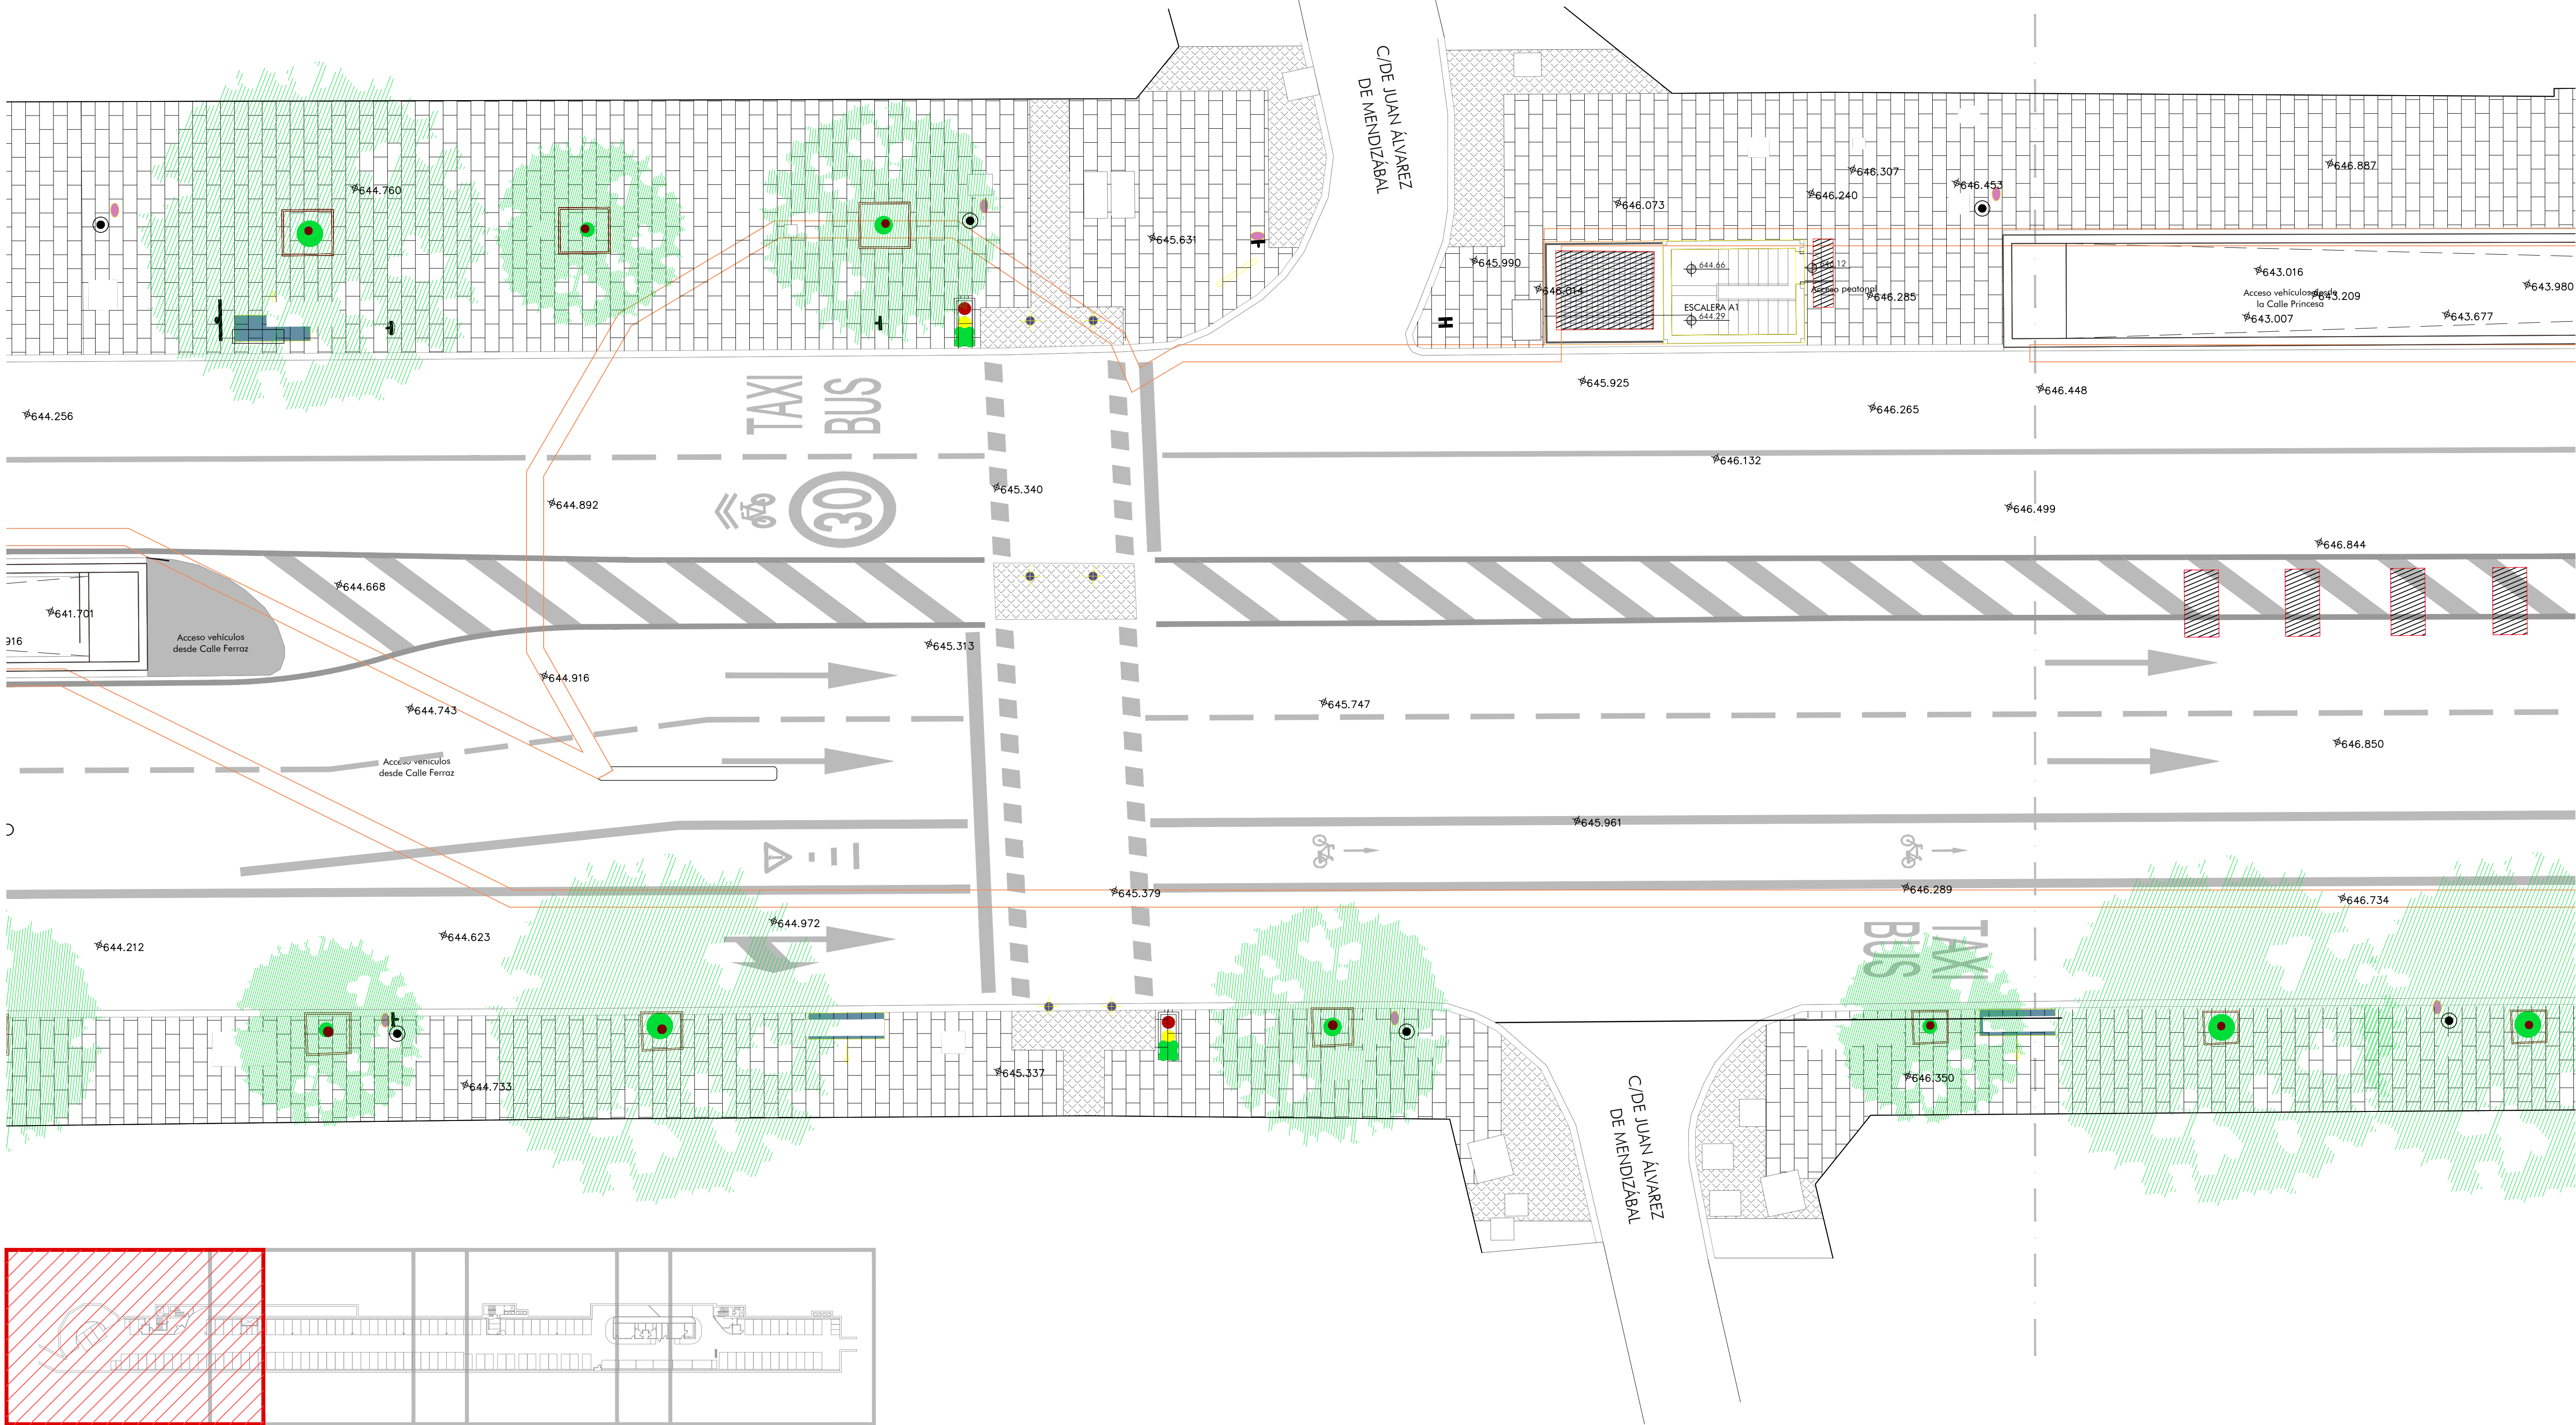 C/DE JUAN ÁLVAREZ
DE MENDIZÁBAL
644.760
645.631
646.887
646.307
646.453
646.240
646.073
645.990
646.014
644.66
646.285
Acceso peatonal
ESCALERA A1
644.29
643.016
643.980
Acceso vehículos desde
la Calle Princesa
643.209
643.007
643.677
TAXI
BUS
644.256
645.925
646.265
646.448
646.132
645.340
644.892
30
646.499
646.844
644.668
641.701
916
Acceso vehículos
desde Calle Ferraz
645.313
644.916
644.743
645.747
646.850
Acceso vehículos
desde Calle Ferraz
645.961
645.379
646.289
646.734
644.972
644.623
644.212
TAXI
BUS
645.337
644.733
646.350
C/DE JUAN ÁLVAREZ
DE MENDIZÁBAL